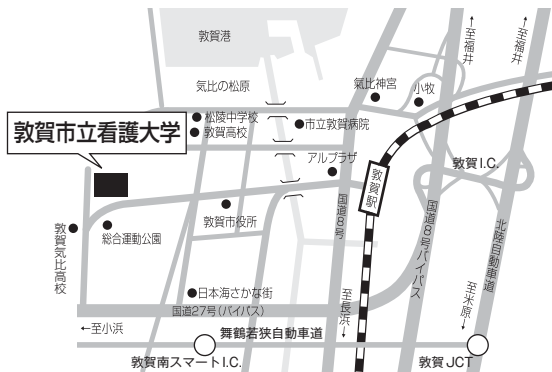 敦賀港
←至福井
←至福井
気比の松原
氣比神宮
小牧
松陵中学校
敦賀高校
市立敦賀病院
敦賀市立看護大学
アルプラザ
敦賀I.C.
敦賀駅
敦賀市役所
国道8号
国道8号バイパス
北陸自動車道
敦賀気比高校
総合運動公園
日本海さかな街
国道27号(バイパス)
至長浜→
至米原→
←至小浜
舞鶴若狭自動車道
敦賀南スマートI.C.
敦賀JCT